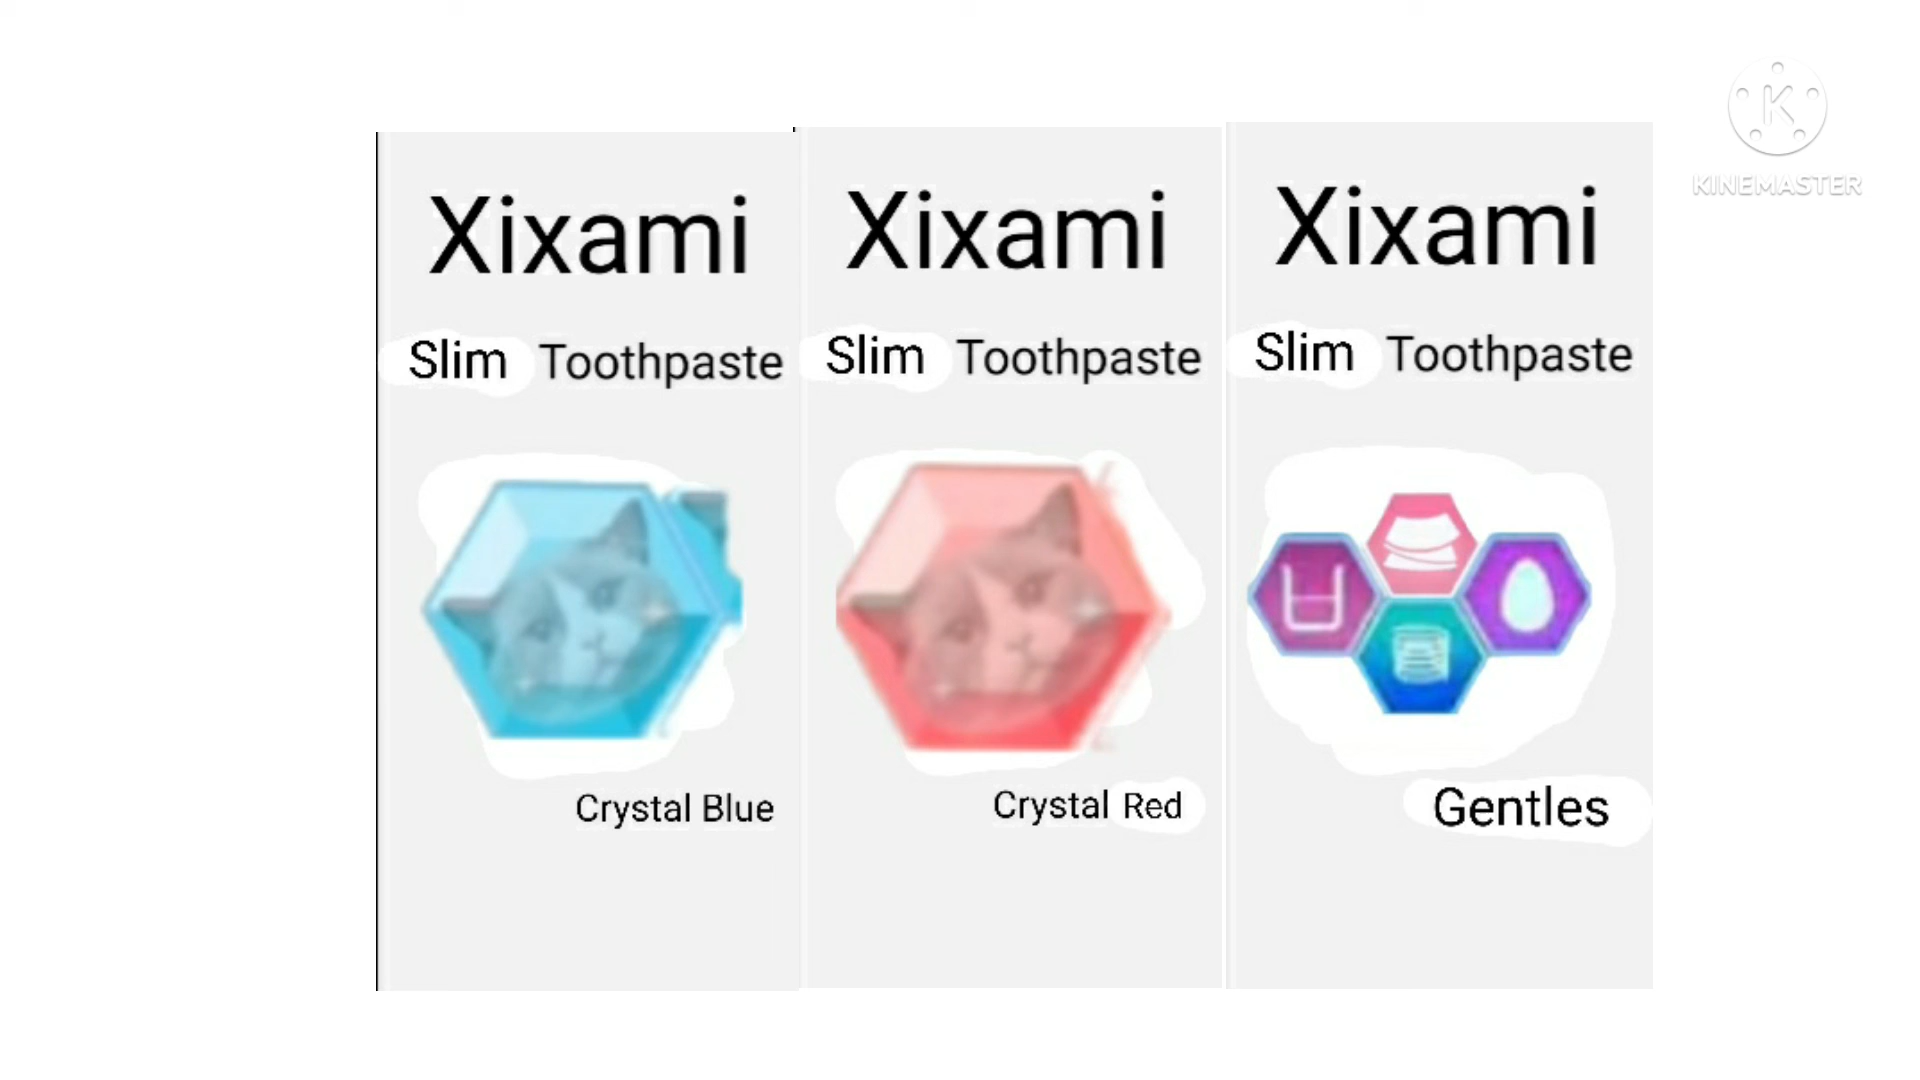 Xixami
Slim Toothpaste
Crystal Blue
Xixami
Slim Toothpaste
Crystal Red
Xixami
Slim Toothpaste
Gentles
K
KINEMASTER